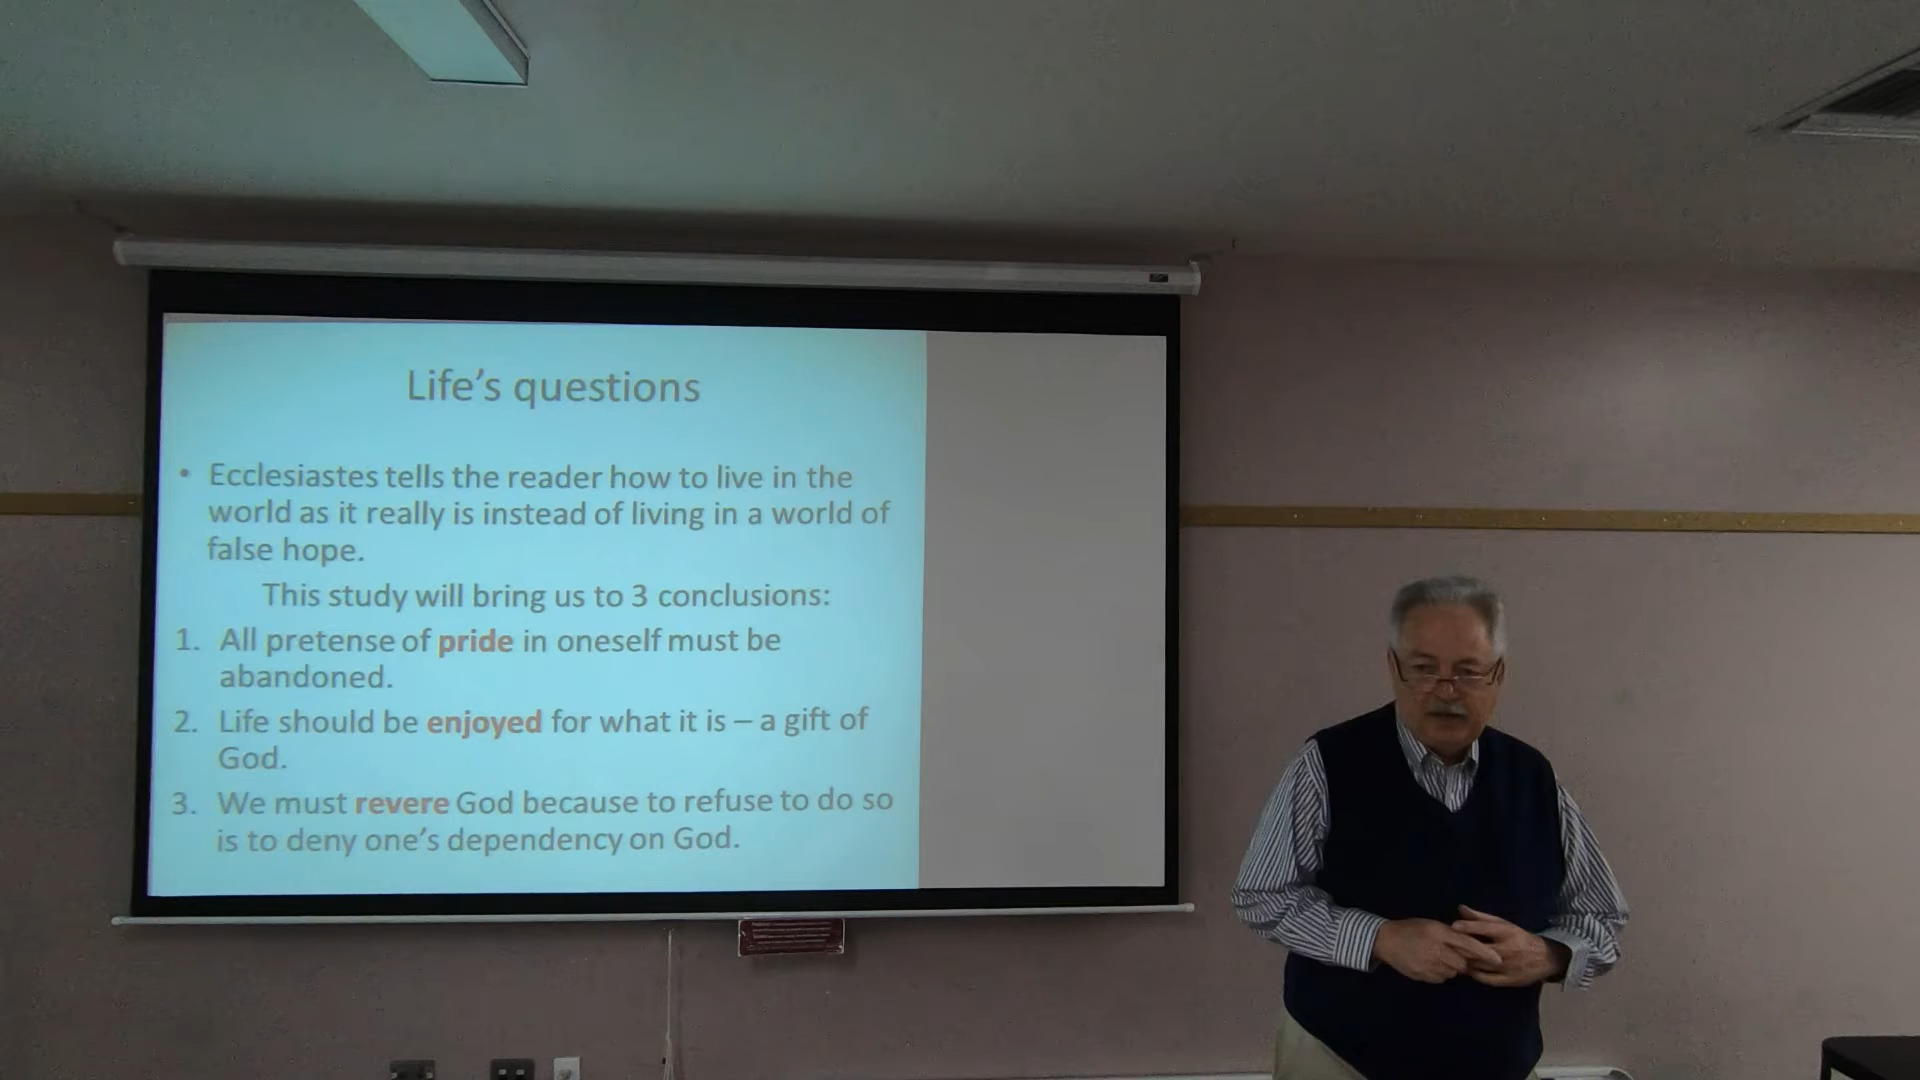 Life's questions
• Ecclesiastes tells the reader how to live in the
world as it really is instead of living in a world of
false hope.
This study will bring us to 3 conclusions:
1. All pretense of pride in oneself must be
abandoned.
2. Life should be enjoyed for what it is – a gift of
God.
3. We must revere God because to refuse to do so
is to deny one's dependency on God.